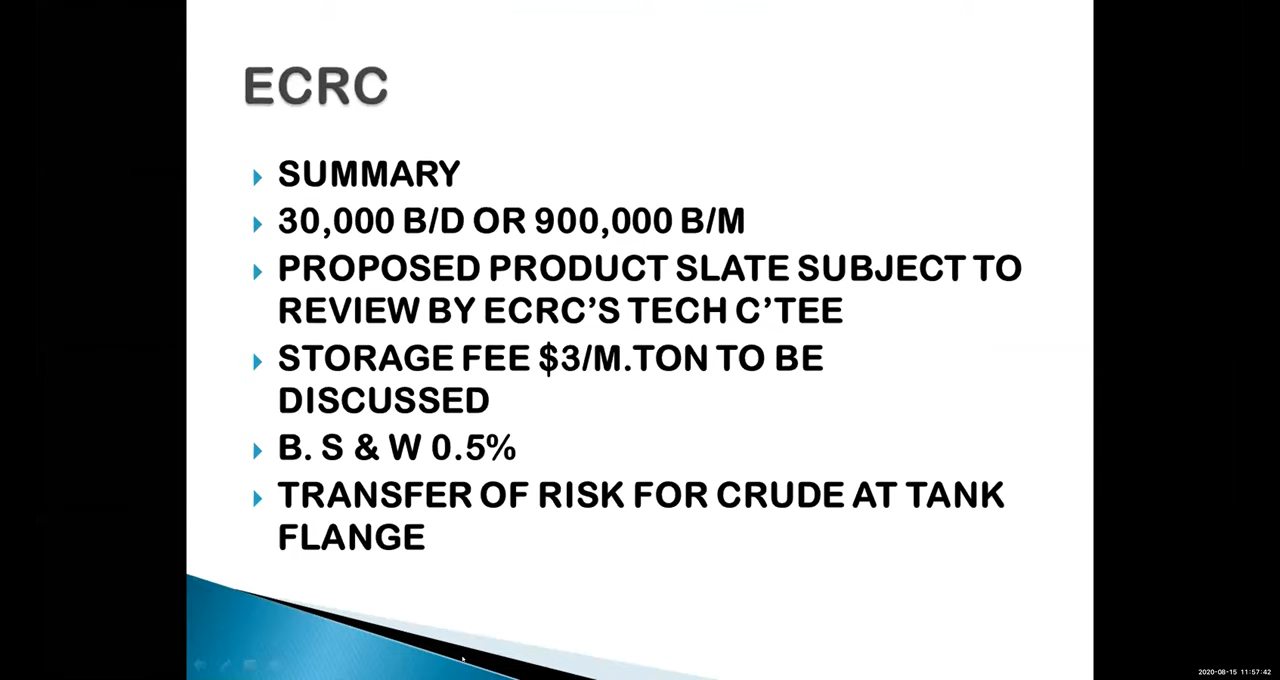 ECRC
SUMMARY
30,000 B/D OR 900,000 B/M
PROPOSED PRODUCT SLATE SUBJECT TO
REVIEW BY ECRC’S TECH C’TEE
STORAGE FEE $3/M.TON TO BE
DISCUSSED
B. S & W 0.5%
TRANSFER OF RISK FOR CRUDE AT TANK
FLANGE
2020-08-15 11:57:42